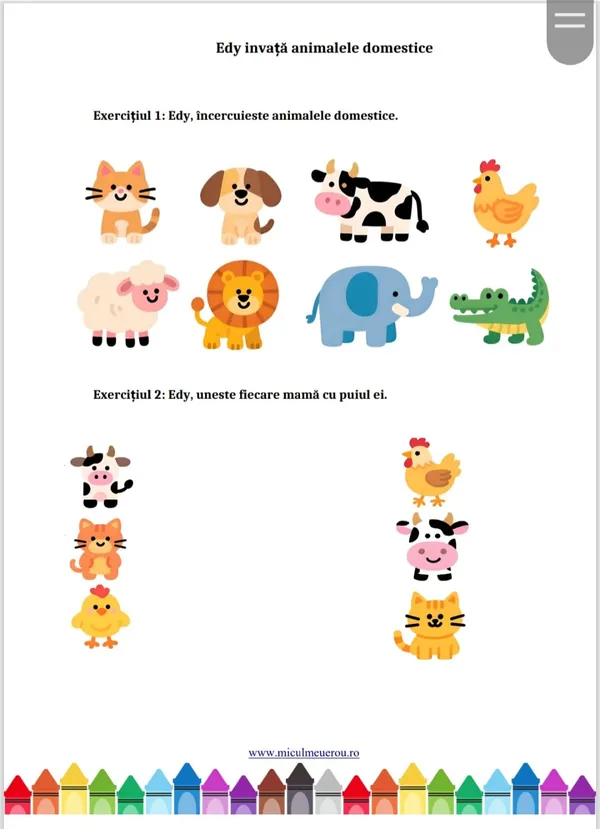 Edy invață animalele domestice
Exercițiul 1: Edy, încercuieste animalele domestice.
Exercițiul 2: Edy, uneste fiecare mamă cu puiul ei.
www.miculmeuerou.ro